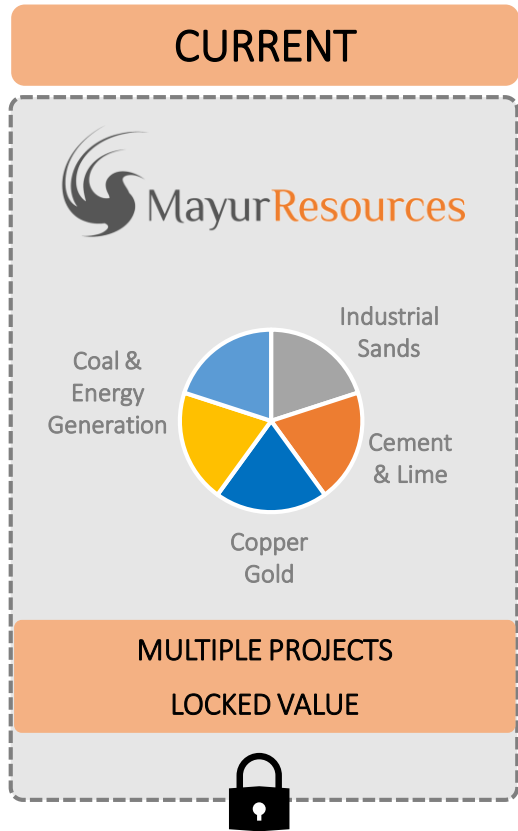 CURRENT
MayurResources
Industrial
Sands
Coal &
Energy
Generation
Cement
& Lime
Copper
Gold
MULTIPLE PROJECTS
LOCKED VALUE